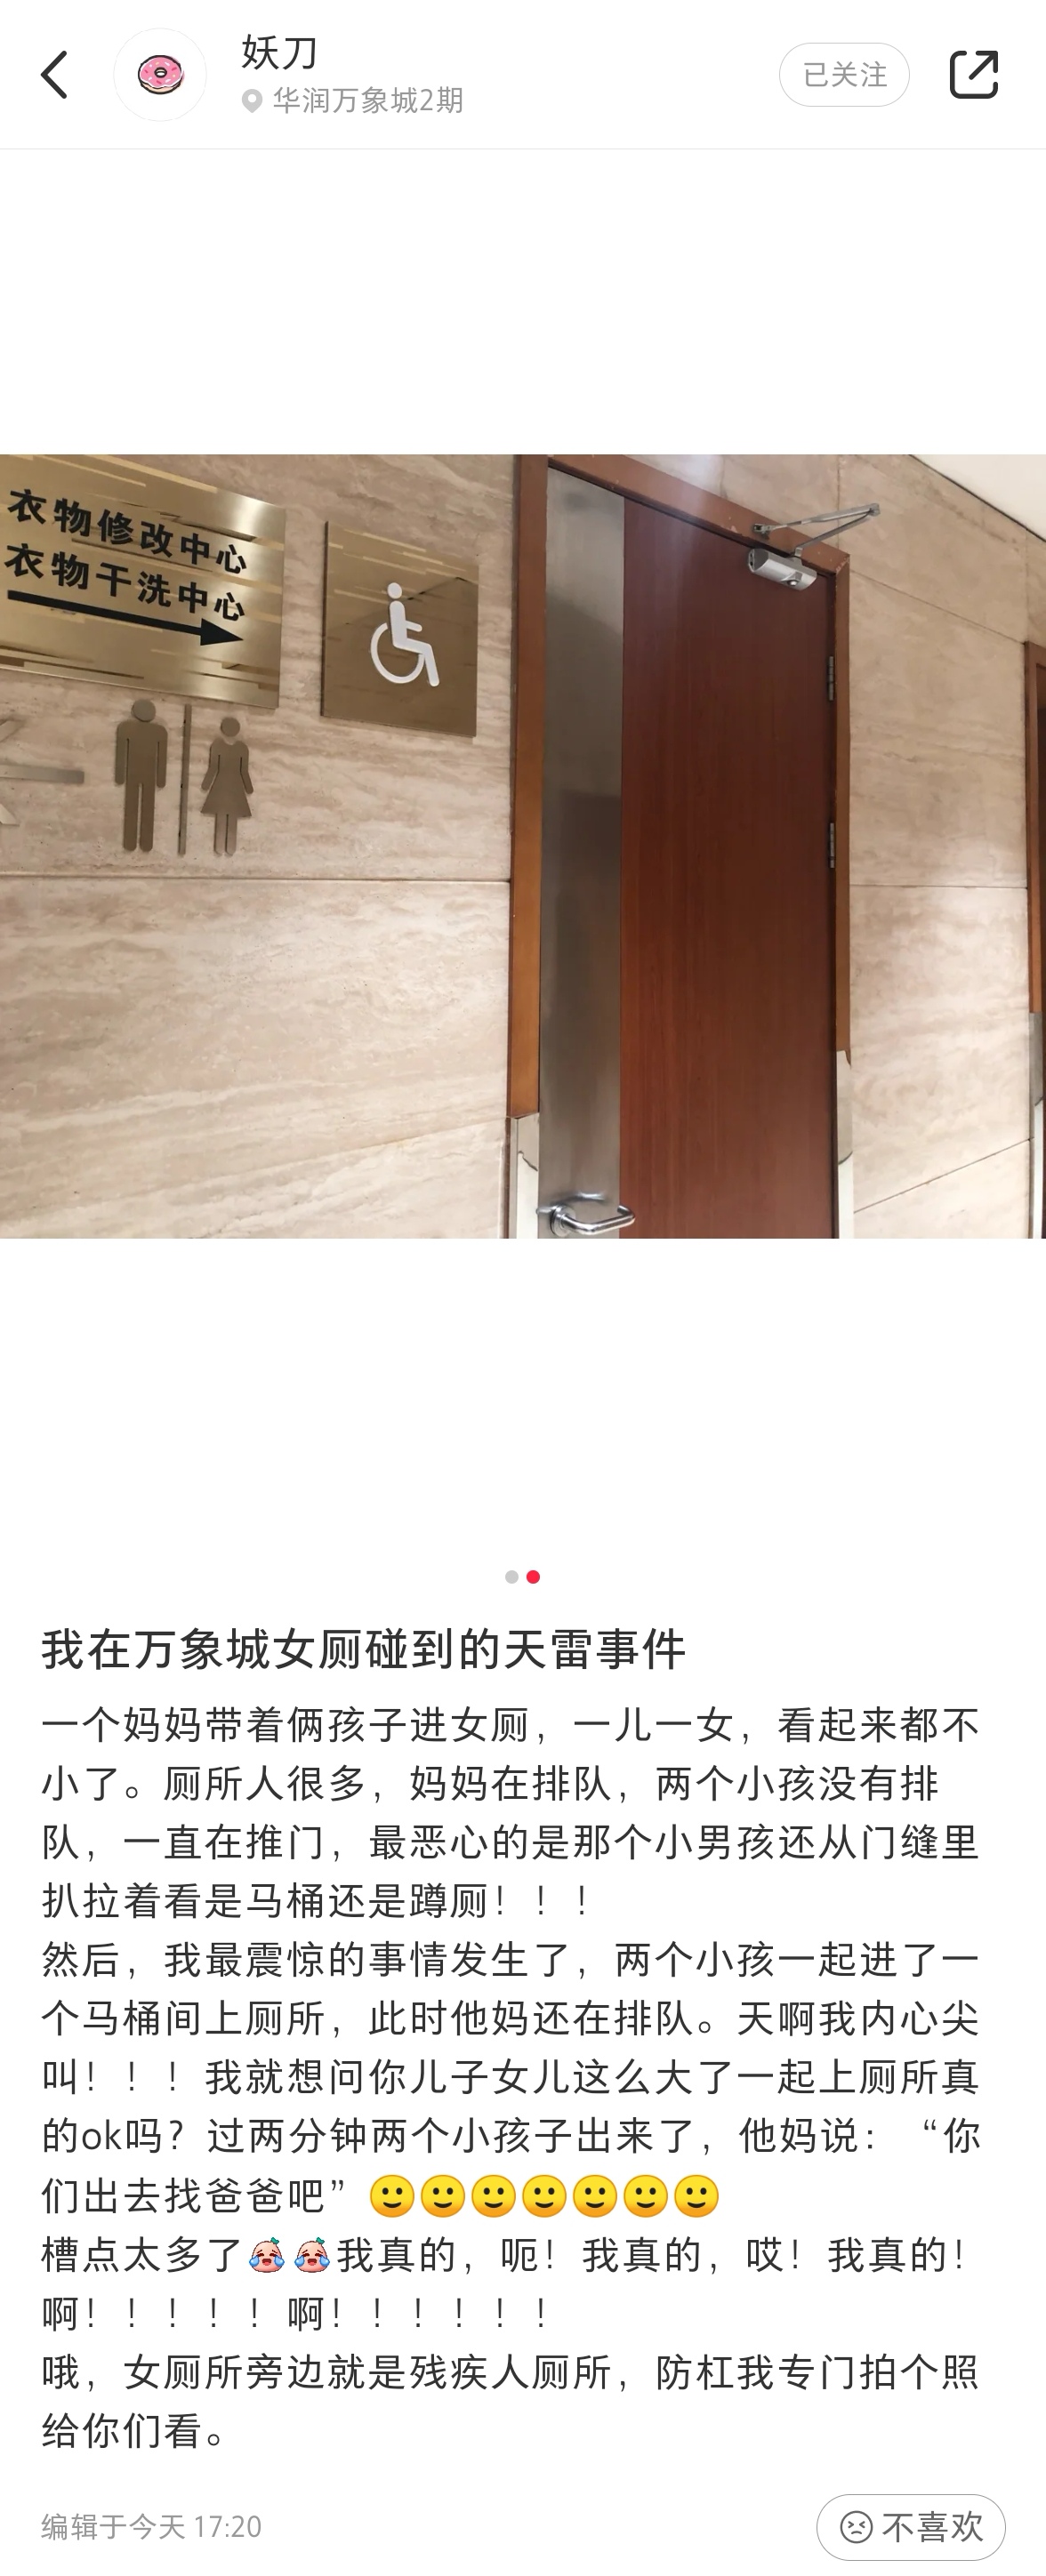 妖刀
华润万象城2期
已关注
衣物修改中心
衣物干洗中心
我在万象城女厕碰到的天雷事件
一个妈妈带着俩孩子进女厕，一儿一女，看起来都不
小了。厕所人很多，妈妈在排队，两个小孩没有排
队，一直在推门，最恶心的是那个小男孩还从门缝里
扒拉着看是马桶还是蹲厕！！！
然后，我最震惊的事情发生了，两个小孩一起进了一
个马桶间上厕所，此时他妈还在排队。天啊我内心尖
叫！！！我就想问你儿子女儿这么大了一起上厕所真
的ok吗？过两分钟两个小孩子出来了，他妈说：“你
们出去找爸爸吧”🙂🙂🙂🙂🙂🙂🙂
槽点太多了我真的，呃！我真的，哎！我真的！
啊！！！！！啊！！！！！！
哦，女厕所旁边就是残疾人厕所，防杠我专门拍个照
给你们看。
编辑于今天 17:20
不喜欢